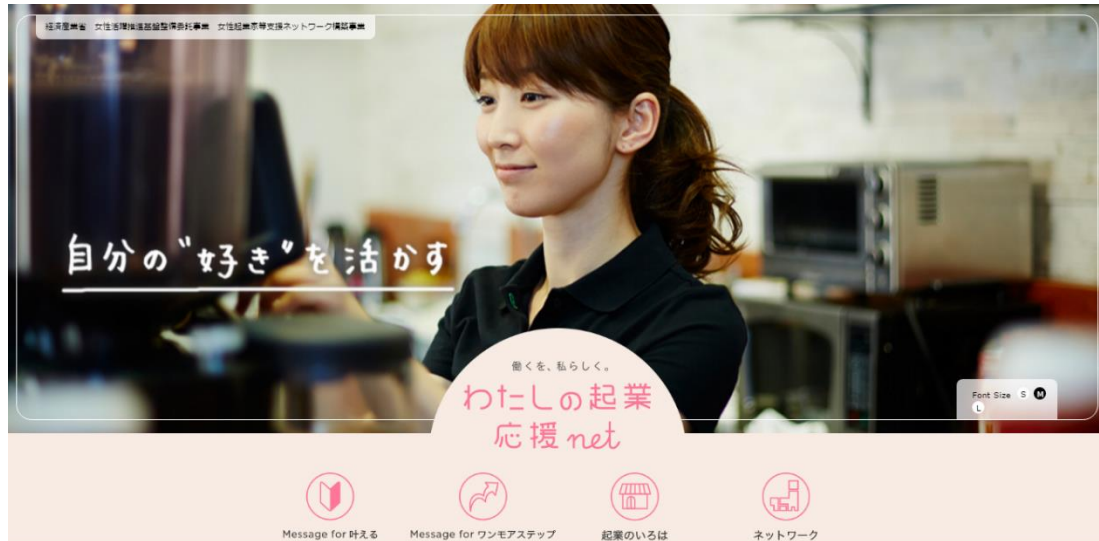 経済産業省 女性活躍推進基盤整備委託事業 女性起業家等支援ネットワーク構築事業
自分の"好き"を活かす
働くを、私らしく。
わたしの起業
応援net
Font Size S M
L
Message for 叶える
Message for ワンモアステップ
起業のいろは
ネットワーク